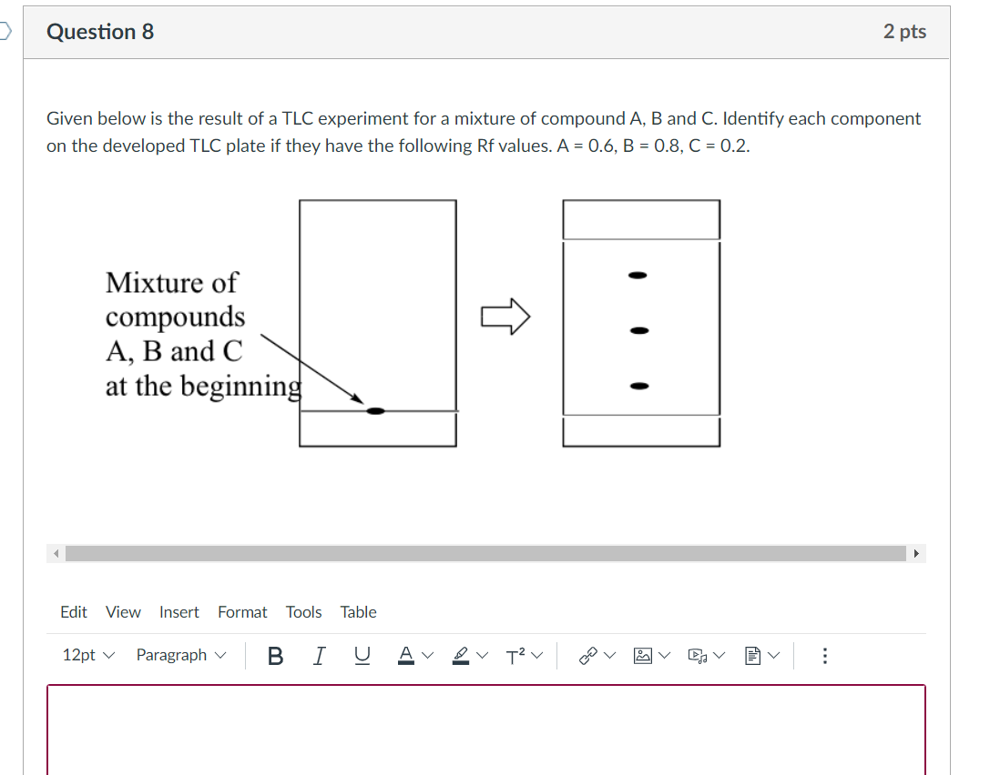 Question 8
2 pts
Given below is the result of a TLC experiment for a mixture of compound A, B and C. Identify each component
on the developed TLC plate if they have the following Rf values. A = 0.6, B = 0.8, C = 0.2.
Mixture of
compounds
A, B and C
at the beginning
Edit View Insert Format Tools Table
12pt Paragraph B I U A T²